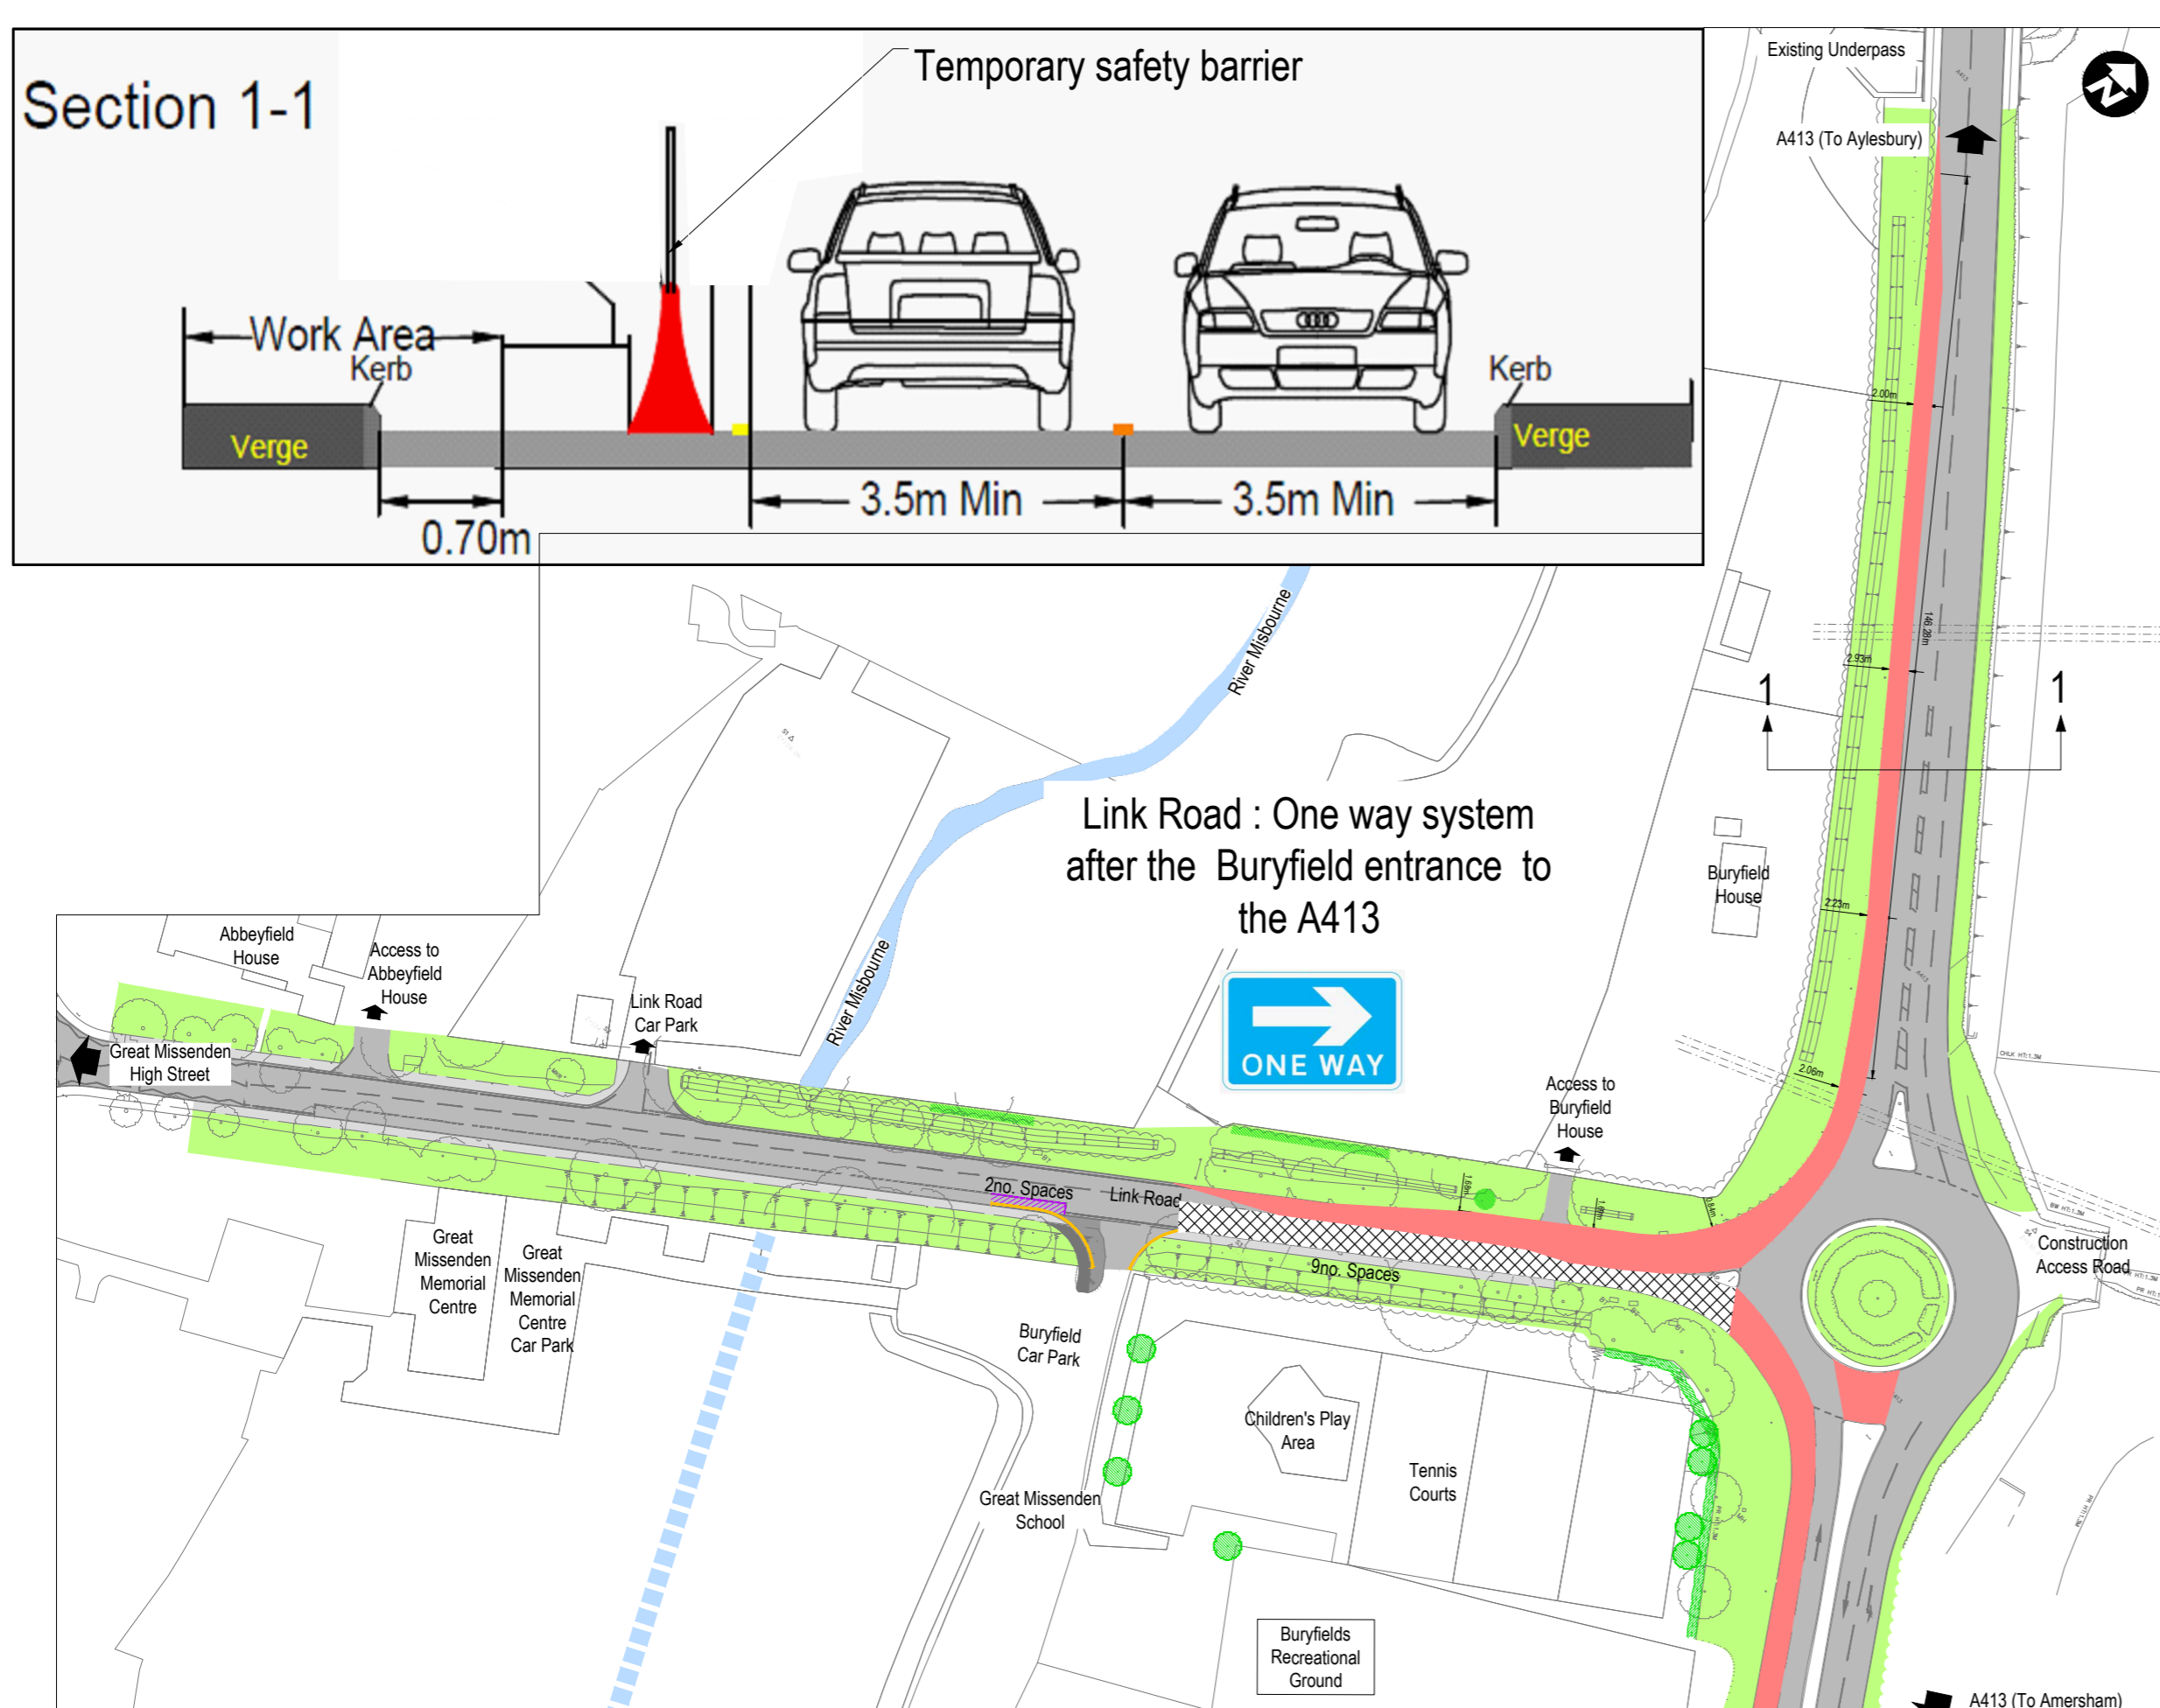 Section 1-1
Temporary safety barrier
Work Area
Kerb
Verge
Kerb
Verge
0.70m
3.5m Min
3.5m Min
Existing Underpass
A413
A413 (To Aylesbury)
N
2.00m
146.28m
2.93m
1
1
2.23m
2.06m
River Misbourne
Link Road : One way system
after the Buryfield entrance to
the A413
ONE WAY
Buryfield
House
River Misbourne
Abbeyfield
House
Access to
Abbeyfield
House
Link Road
Car Park
Great Missenden
High Street
Access to
Buryfield
House
2no. Spaces
Link Road
1.68m
9no. Spaces
Construction
Access Road
Great
Missenden
Memorial
Centre
Great
Missenden
Memorial
Centre
Car Park
Buryfield
Car Park
Children's Play
Area
Tennis
Courts
Great Missenden
School
Buryfields
Recreational
Ground
A413 (To Amersham)